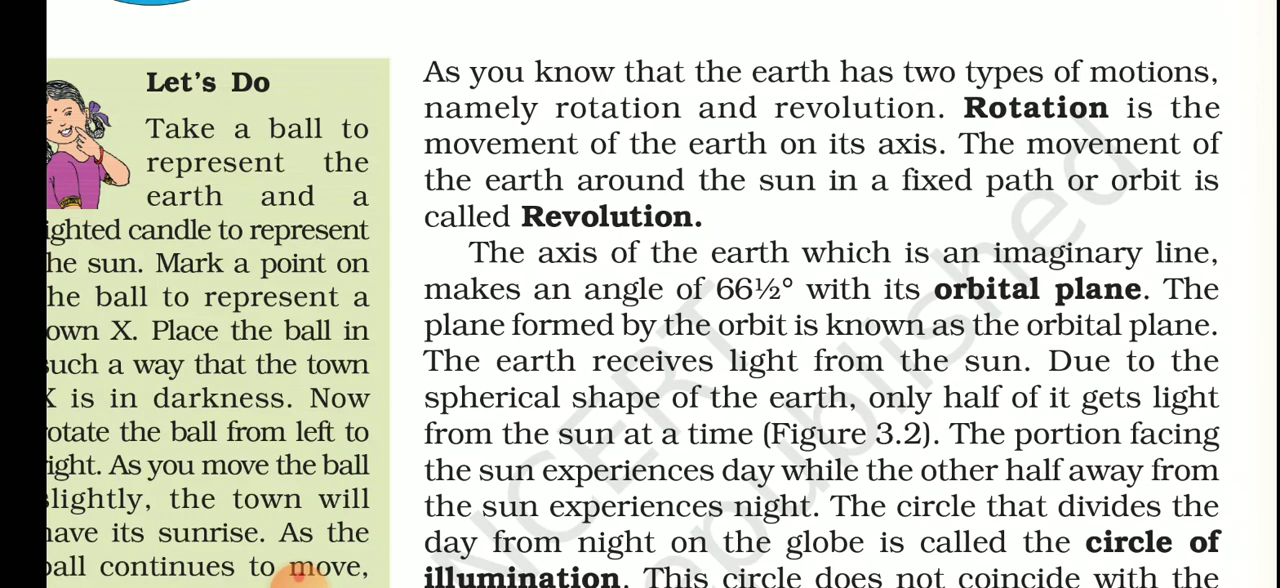 Let's Do
Take a ball to
represent the
earth and a
ighted candle to represent
he sun. Mark a point on
he ball to represent a
own X. Place the ball in
such a way that the town
X is in darkness. Now
rotate the ball from left to
ight. As you move the ball
slightly, the town will
have its sunrise. As the
ball continues to move,
As you know that the earth has two types of motions,
namely rotation and revolution. Rotation is the
movement of the earth on its axis. The movement of
the earth around the sun in a fixed path or orbit is
called Revolution.
The axis of the earth which is an imaginary line,
makes an angle of 66½° with its orbital plane. The
plane formed by the orbit is known as the orbital plane.
The earth receives light from the sun. Due to the
spherical shape of the earth, only half of it gets light
from the sun at a time (Figure 3.2). The portion facing
the sun experiences day while the other half away from
the sun experiences night. The circle that divides the
day from night on the globe is called the circle of
illumination. This circle does not coincide with the
NCERT
published